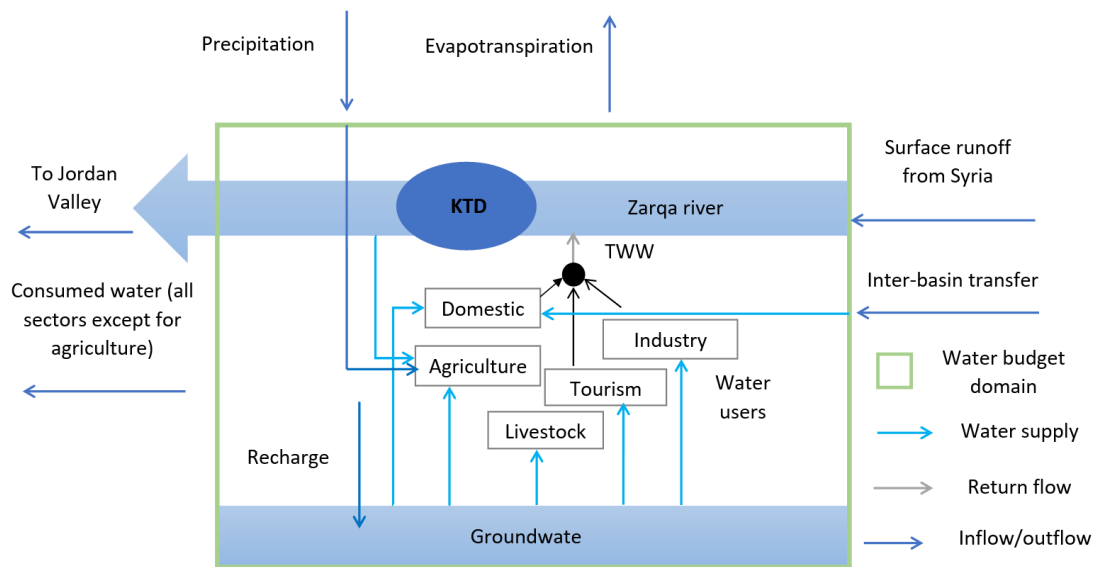 Precipitation
Evapotranspiration
To Jordan
Valley
KTD
Zarqa river
Surface runoff
from Syria
TWW
Consumed water (all
sectors except for
agriculture)
Domestic
Inter-basin transfer
Industry
Agriculture
Tourism
Water
users
Water budget
domain
Livestock
Water supply
Recharge
Return flow
Groundwate
Inflow/outflow